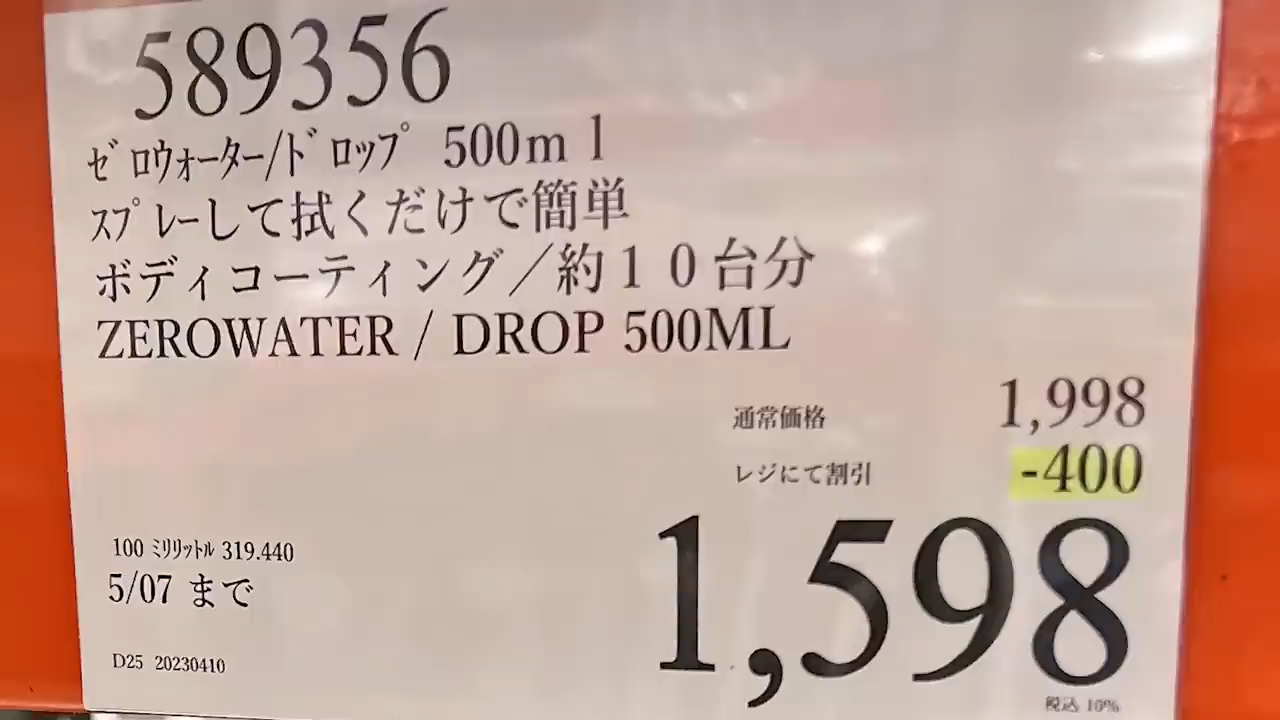 589356
ｾﾞﾛｳｫｰﾀｰ/ﾄﾞﾛｯﾌﾟ 500mｌ
ｽﾌﾟﾚｰして拭くだけで簡単
ボディコーティング／約１０台分
ZEROWATER / DROP 500ML
通常価格 1,998
レジにて割引 -400
1,598
100 ﾐﾘﾘｯﾄﾙ 319.440
5/07 まで
D25 20230410
税込 10%